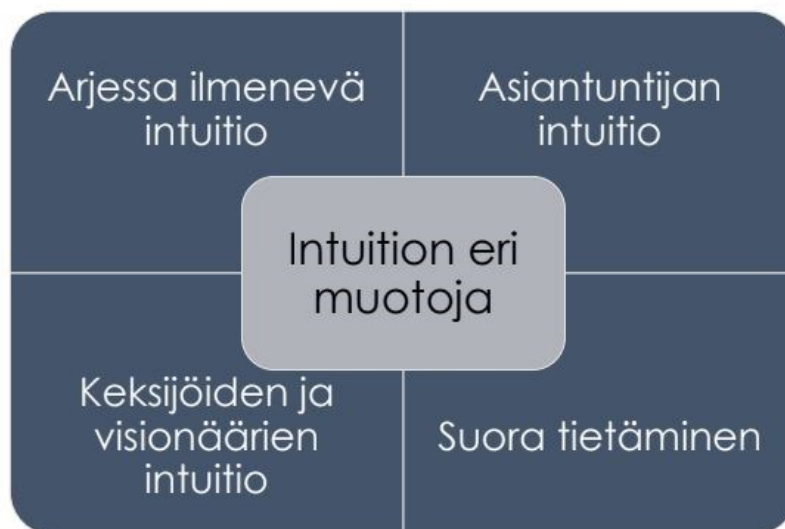 Arjessa ilmenevä
intuitio
Asiantuntijan
intuitio
Intuition eri
muotoja
Keksijöiden ja
visionäärien
intuitio
Suora tietäminen